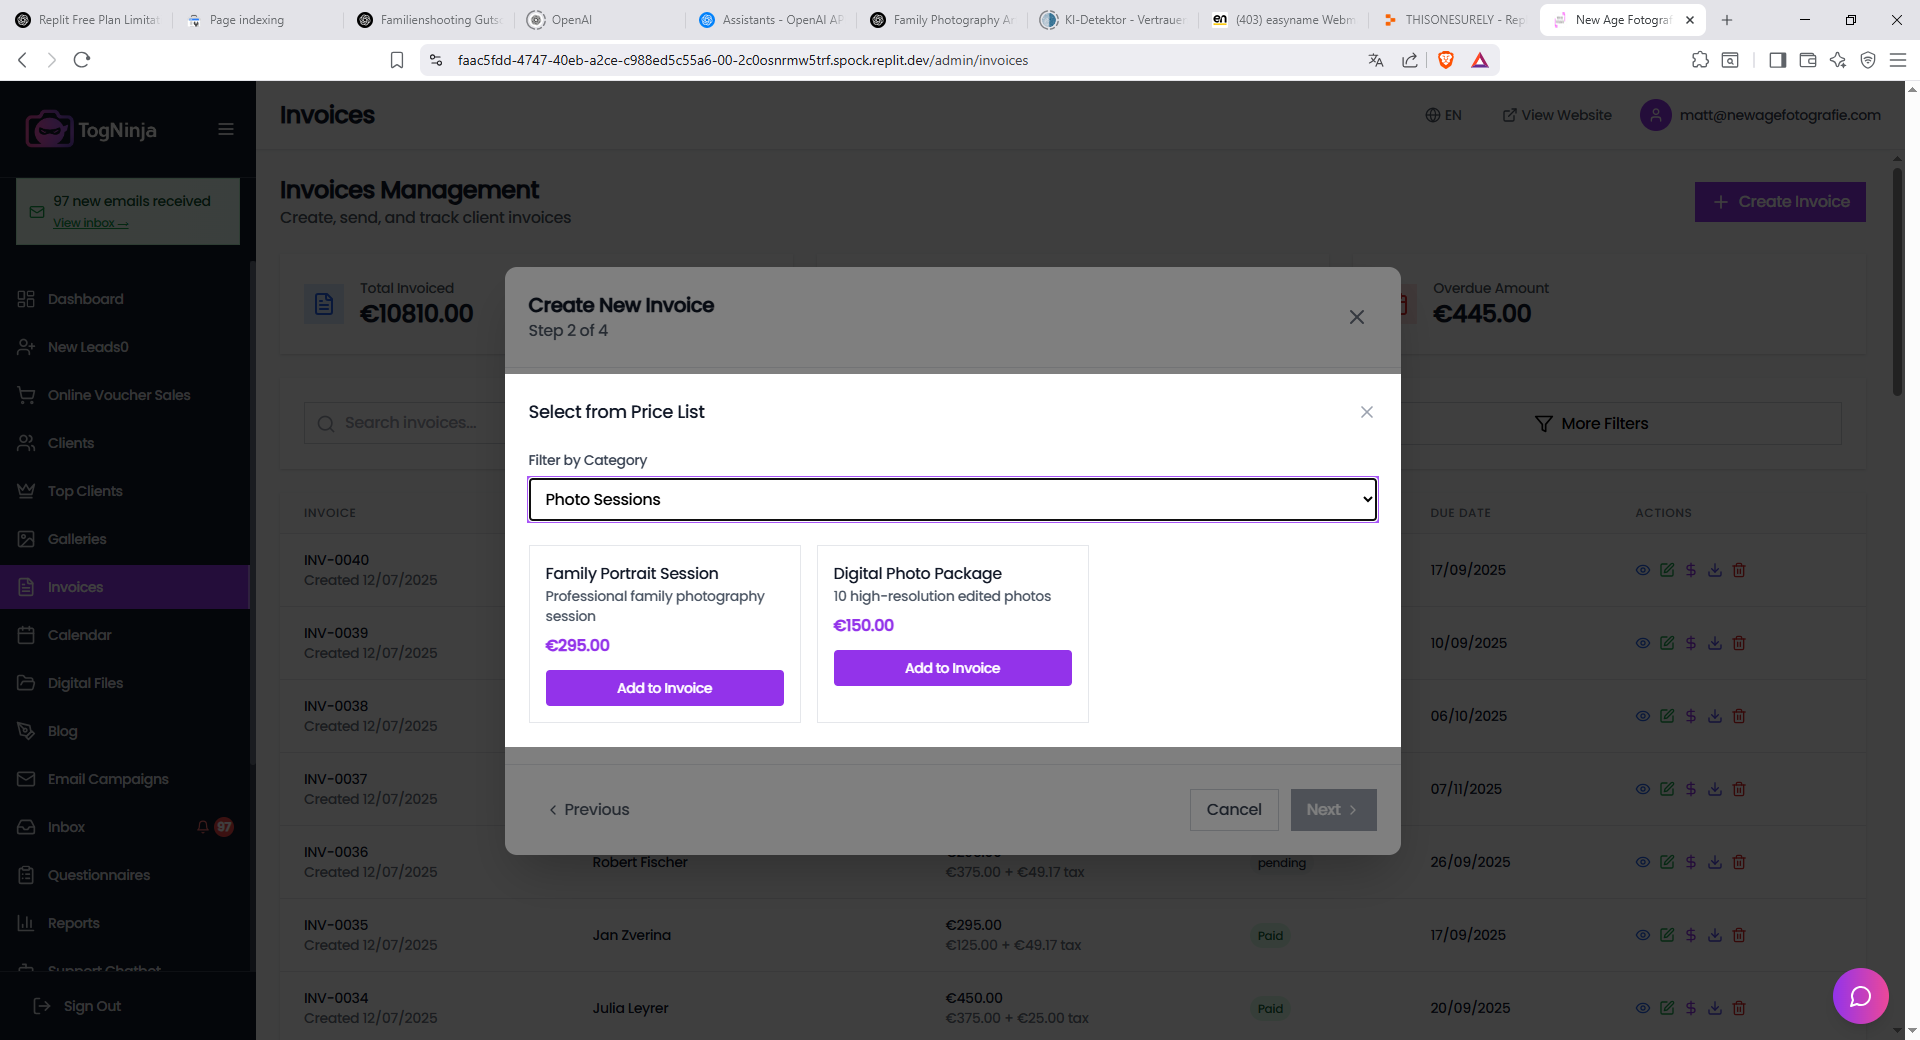 Replit Free Plan Limitat
Page indexing
Familienshooting Gutsc
OpenAI
Assistants - OpenAI AP
Family Photography Ar
KI-Detektor - Vertrauen
(403) easyname Webm
THISONESURELY - Rep
New Age Fotograf
faac5fdd-4747-40eb-a2ce-c988ed5c55a6-00-2c0osnrmw5trf.spock.replit.dev/admin/invoices
TogNinja
97 new emails received
View Inbox →
Dashboard
New Leads0
Online Voucher Sales
Clients
Top Clients
Galleries
Invoices
Calendar
Digital Files
Blog
Email Campaigns
Inbox
97
Questionnaires
Reports
Support Chatbot
Sign Out
Invoices
EN
View Website
matt@newagefotografie.com
Invoices Management
Create, send, and track client invoices
Create Invoice
Total Invoiced
€10810.00
Overdue Amount
€445.00
Search invoices...
More Filters
INVOICE
DUE DATE
ACTIONS
INV-0040
Created 12/07/2025
17/09/2025
INV-0039
Created 12/07/2025
10/09/2025
INV-0038
Created 12/07/2025
06/10/2025
INV-0037
Created 12/07/2025
07/11/2025
INV-0036
Created 12/07/2025
Robert Fischer
€375.00 + €49.17 tax
pending
26/09/2025
INV-0035
Created 12/07/2025
Jan Zverina
€295.00
€125.00 + €49.17 tax
Paid
17/09/2025
INV-0034
Created 12/07/2025
Julia Leyrer
€450.00
€375.00 + €25.00 tax
Paid
20/09/2025
Create New Invoice
Step 2 of 4
Select from Price List
Filter by Category
Photo Sessions
Family Portrait Session
Professional family photography
session
€295.00
Add to Invoice
Digital Photo Package
10 high-resolution edited photos
€150.00
Add to Invoice
Previous
Cancel
Next